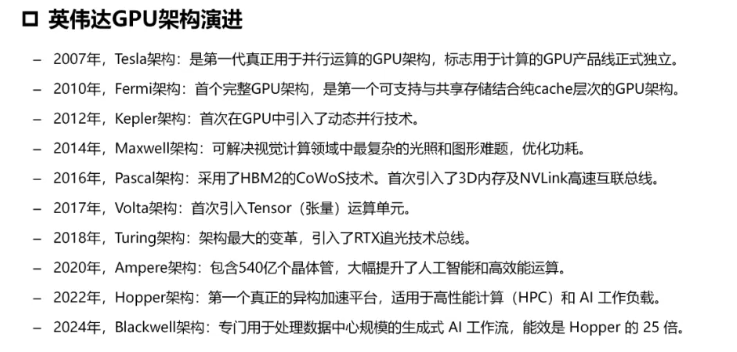 □ 英伟达GPU架构演进
– 2007年，Tesla架构：是第一代真正用于并行运算的GPU架构，标志用于计算的GPU产品线正式独立。
– 2010年，Fermi架构：首个完整GPU架构，是第一个可支持与共享存储结合纯cache层次的GPU架构。
– 2012年，Kepler架构：首次在GPU中引入了动态并行技术。
– 2014年，Maxwell架构：可解决视觉计算领域中最复杂的光照和图形难题，优化功耗。
– 2016年，Pascal架构：采用了HBM2的CoWoS技术。首次引入了3D内存及NVLink高速互联总线。
– 2017年，Volta架构：首次引入Tensor（张量）运算单元。
– 2018年，Turing架构：架构最大的变革，引入了RTX追光技术总线。
– 2020年，Ampere架构：包含540亿个晶体管，大幅提升了人工智能和高效能运算。
– 2022年，Hopper架构：第一个真正的异构加速平台，适用于高性能计算（HPC）和 AI 工作负载。
– 2024年，Blackwell架构：专门用于处理数据中心规模的生成式 AI 工作流，能效是 Hopper 的 25 倍。